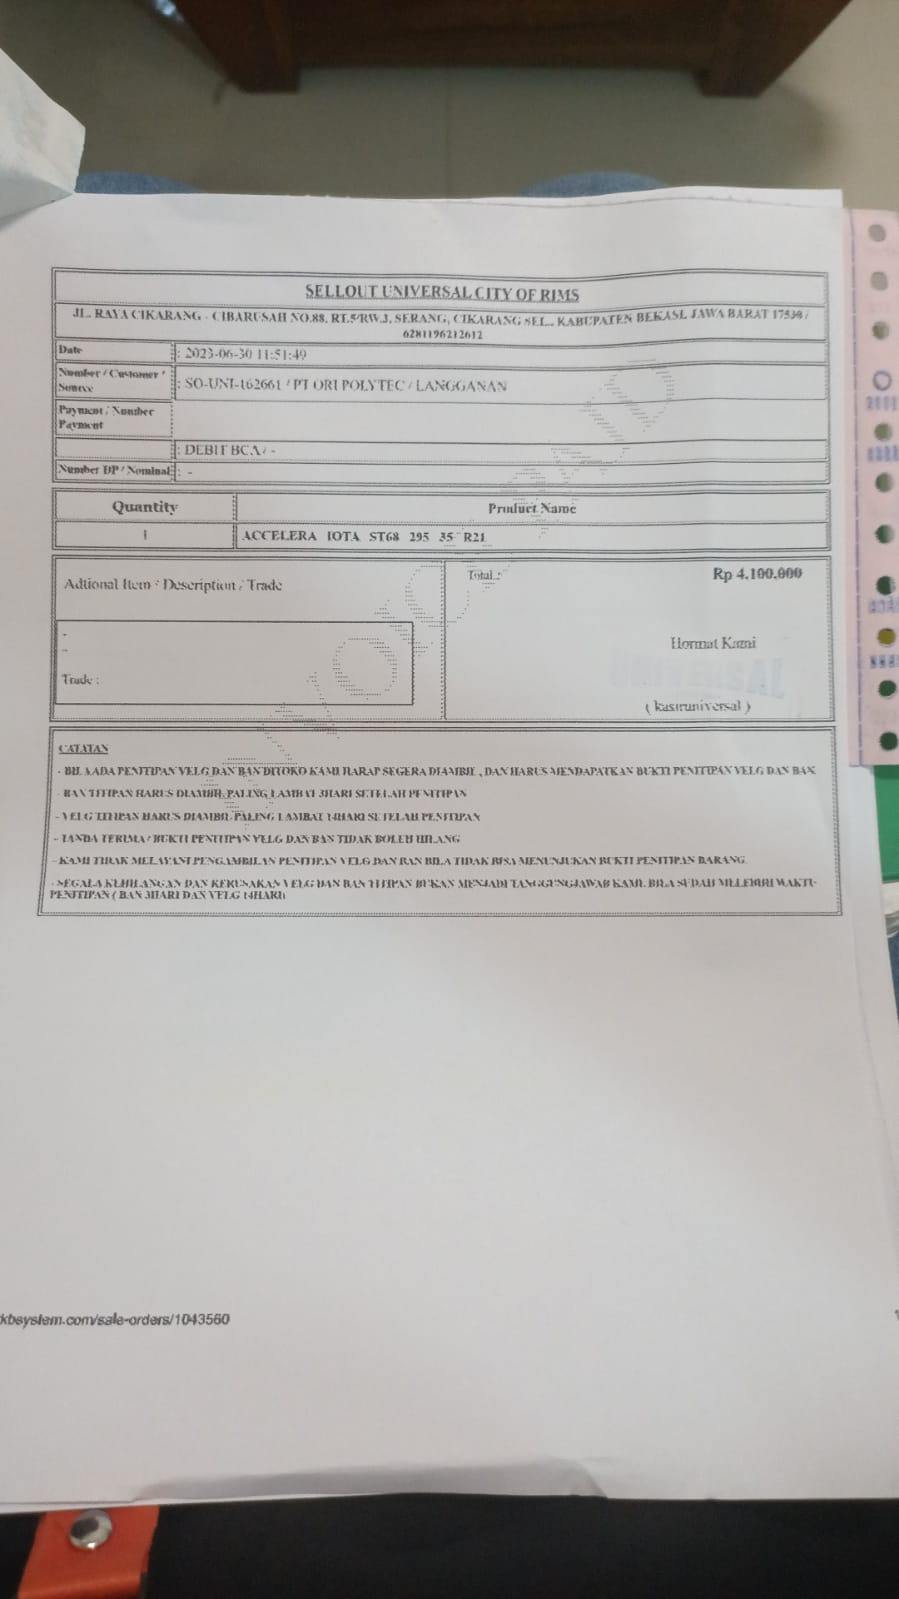 SELLOUT UNIVERSAL CITY OF RIMS
JL. RAYA CIKARANG - CIBARUSAH NO.88, RT.5/RW.3, SERANG, CIKARANG SEL., KABUPATEN BEKASI, JAWA BARAT 17530 /
6281196212612
Date : 2023-06-30 11:51:49
Number / Customer / Source : SO-UNI-162661 / PT ORI POLYTEC / LANGGANAN
Payment / Number Payment
: DEBIT BCA / -
Number DP / Nominal : -
Quantity Product Name
1 ACCELERA IOTA ST68 295 35 R21
Adtional Item / Description / Trade
Total : Rp 4.100.000
-
-
Hormat Kami
Trade :
( kasiruniversal )
CATATAN
- BILA ADA PENITIPAN VELG DAN BAN DITOKO KAMI HARAP SEGERA DIAMBIL , DAN HARUS MENDAPATKAN BUKTI PENITIPAN VELG DAN BAN
- BAN TITIPAN HARUS DIAMBIL PALING LAMBAT 3HARI SETELAH PENITIPAN
- VELG TITIPAN HARUS DIAMBIL PALING LAMBAT 14HARI SETELAH PENITIPAN
- TANDA TERIMA / BUKTI PENITIPAN VELG DAN BAN TIDAK BOLEH HILANG
- KAMI TIDAK MELAYANI PENGAMBILAN PENITIPAN VELG DAN BAN BILA TIDAK BISA MENUNJUKAN BUKTI PENITIPAN BARANG
- SEGALA KEHILANGAN DAN KERUSAKAN VELG DAN BAN TITIPAN BUKAN MENJADI TANGGUNGJAWAB KAMI. BILA SUDAH MELEBIHI WAKTU
PENITIPAN ( BAN 3HARI DAN VELG 14HARI)
kbsystem.com/sale-orders/1043560